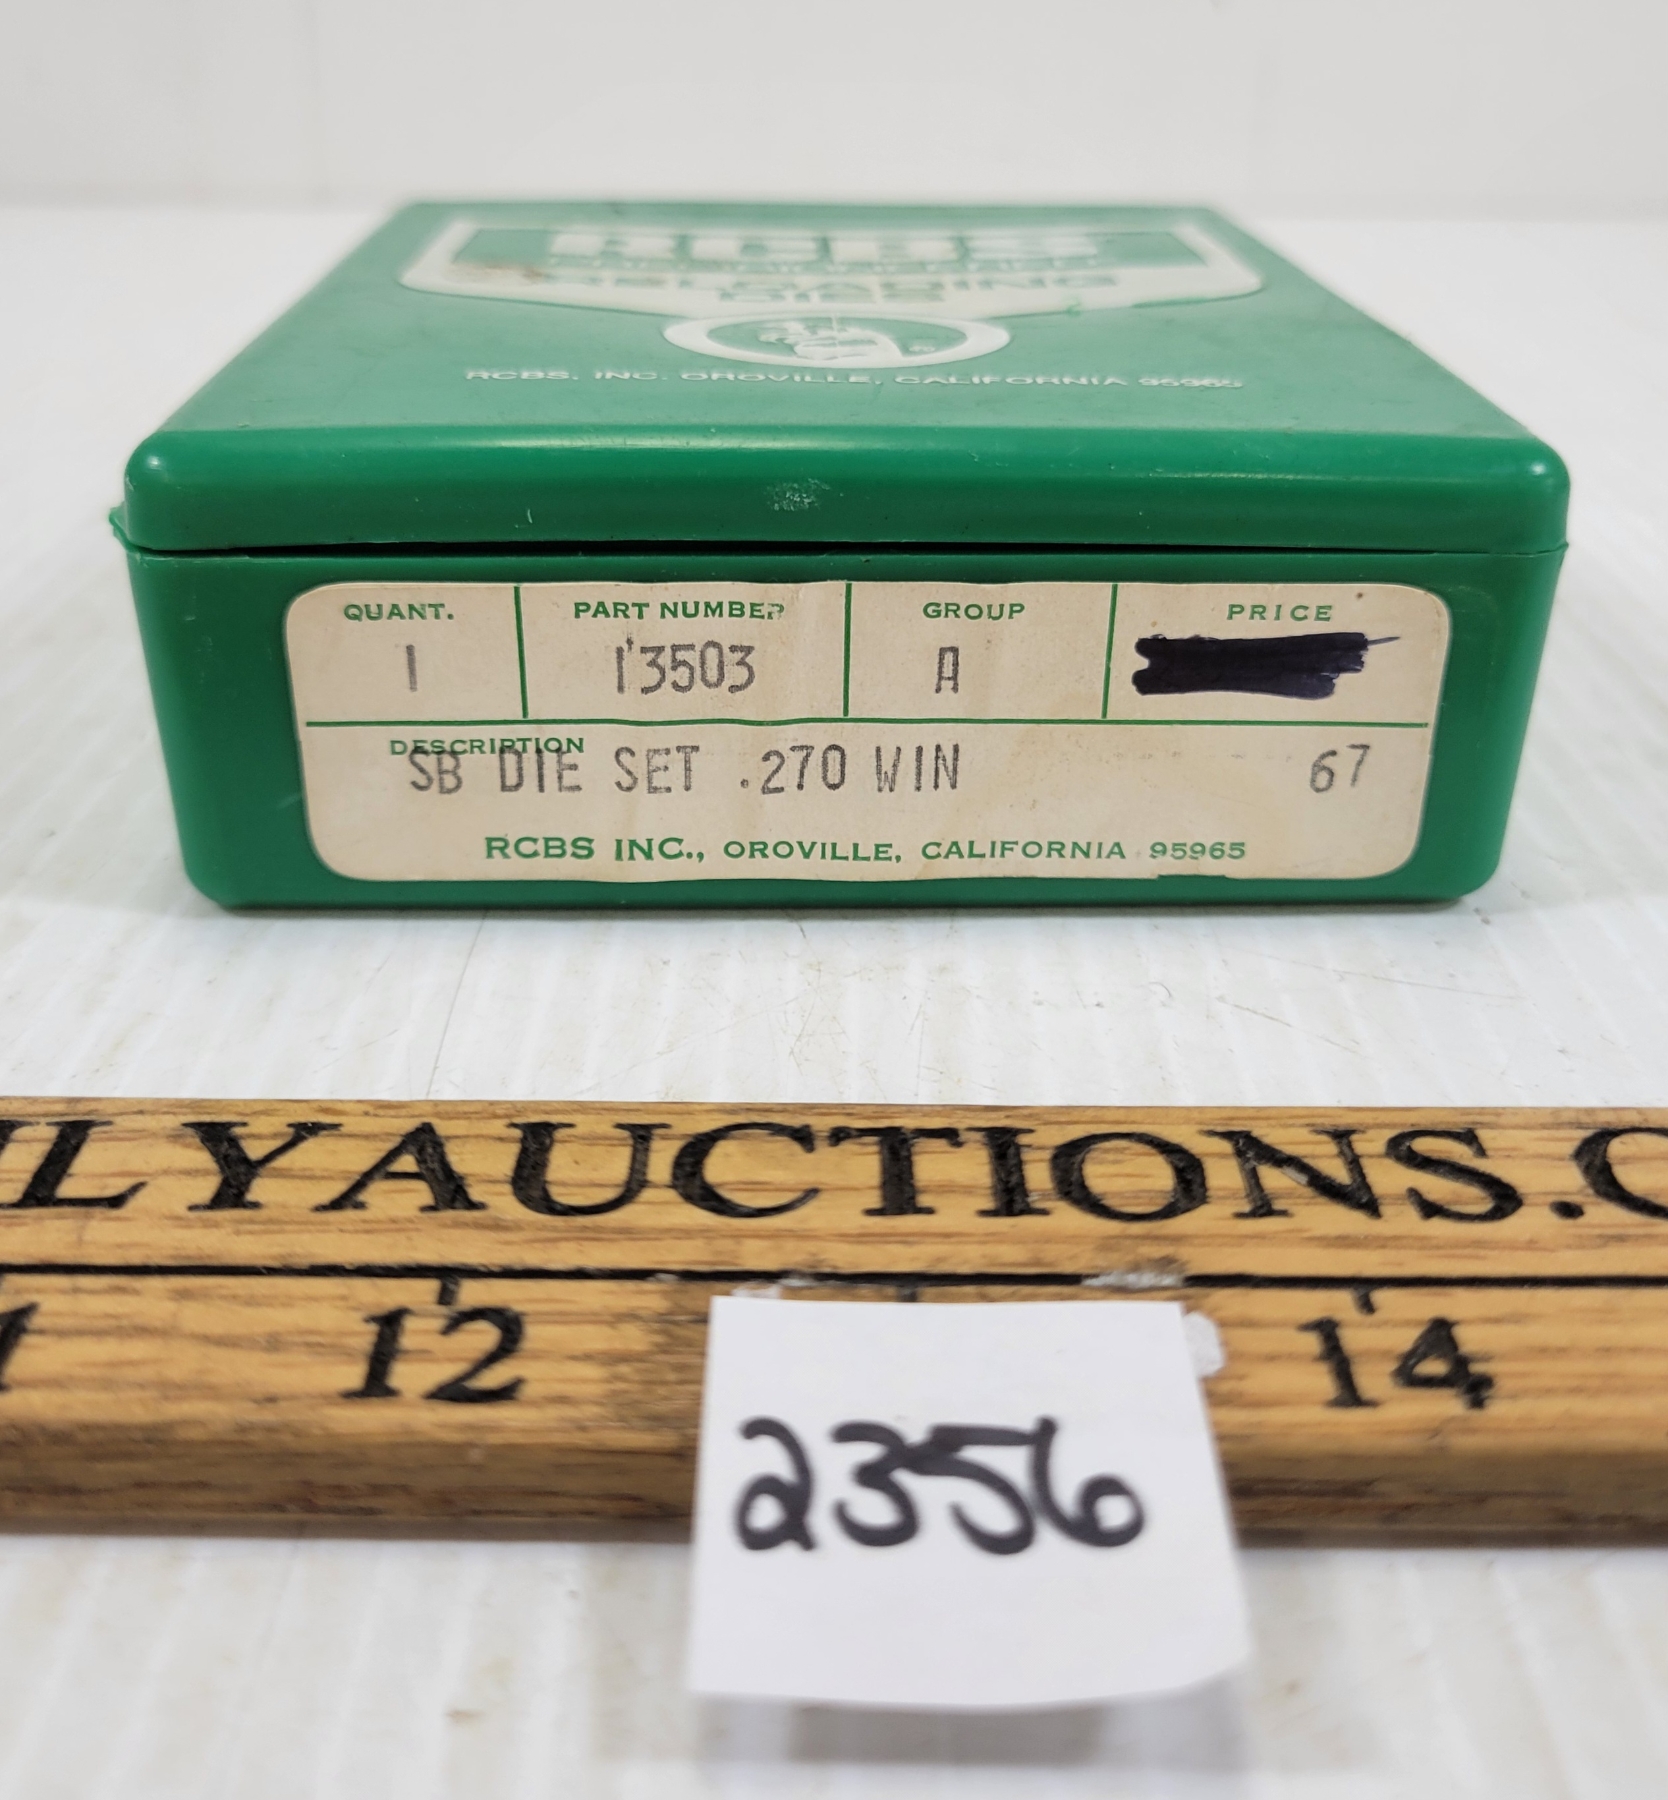 RCBS
RELOADING
DIES
RCBS, INC. OROVILLE, CALIFORNIA 95965
QUANT. PART NUMBER GROUP PRICE
1 13503 A
DESCRIPTION
SB DIE SET .270 WIN 67
RCBS INC., OROVILLE, CALIFORNIA 95965
LYAUCTIONS.C
12 14
2356